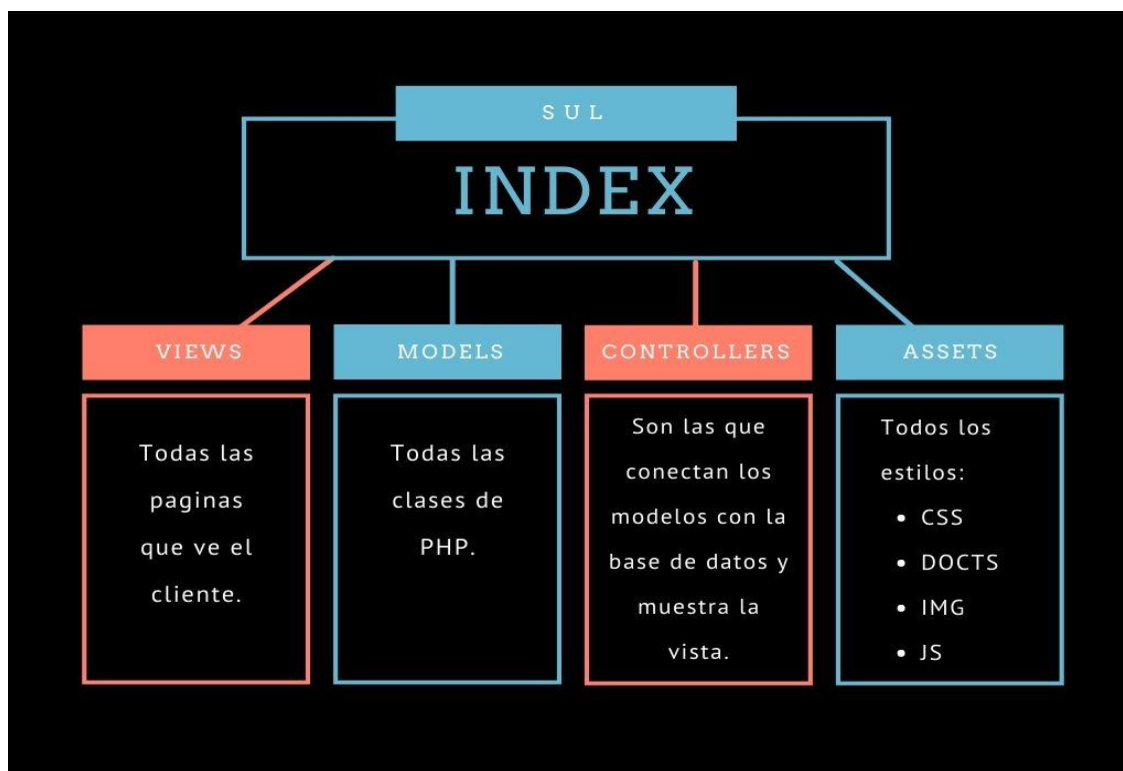 SUL
INDEX
VIEWS
Todas las
paginas
que ve el
cliente.
MODELS
Todas las
clases de
PHP.
CONTROLLERS
Son las que
conectan los
modelos con la
base de datos y
muestra la
vista.
ASSETS
Todos los
estilos:
• CSS
• DOCTS
• IMG
• JS